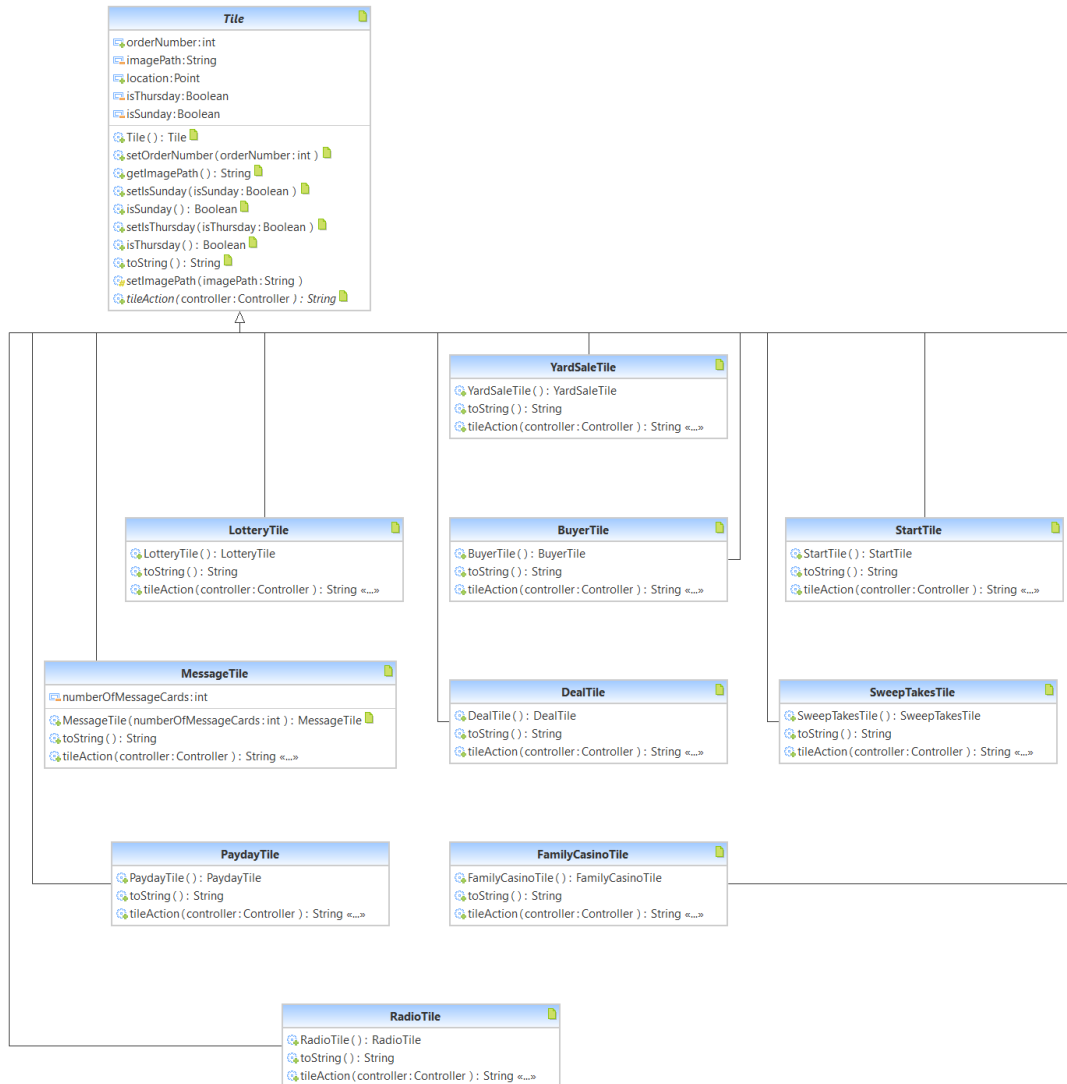 Tile
orderNumber:int
imagePath:String
location:Point
isThursday:Boolean
isSunday:Boolean
Tile(): Tile
setOrderNumber(orderNumber:int)
getImagePath(): String
setIsSunday(isSunday:Boolean)
isSunday(): Boolean
setIsThursday(isThursday:Boolean)
isThursday(): Boolean
toString(): String
setImagePath(imagePath:String)
tileAction(controller:Controller): String
YardSaleTile
YardSaleTile(): YardSaleTile
toString(): String
tileAction(controller:Controller): String «...»
LotteryTile
LotteryTile(): LotteryTile
toString(): String
tileAction(controller:Controller): String «...»
BuyerTile
BuyerTile(): BuyerTile
toString(): String
tileAction(controller:Controller): String «...»
StartTile
StartTile(): StartTile
toString(): String
tileAction(controller:Controller): String «...»
MessageTile
numberOfMessageCards:int
MessageTile(numberOfMessageCards:int): MessageTile
toString(): String
tileAction(controller:Controller): String «...»
DealTile
DealTile(): DealTile
toString(): String
tileAction(controller:Controller): String «...»
SweepTakesTile
SweepTakesTile(): SweepTakesTile
toString(): String
tileAction(controller:Controller): String «...»
PaydayTile
PaydayTile(): PaydayTile
toString(): String
tileAction(controller:Controller): String «...»
FamilyCasinoTile
FamilyCasinoTile(): FamilyCasinoTile
toString(): String
tileAction(controller:Controller): String «...»
RadioTile
RadioTile(): RadioTile
toString(): String
tileAction(controller:Controller): String «...»